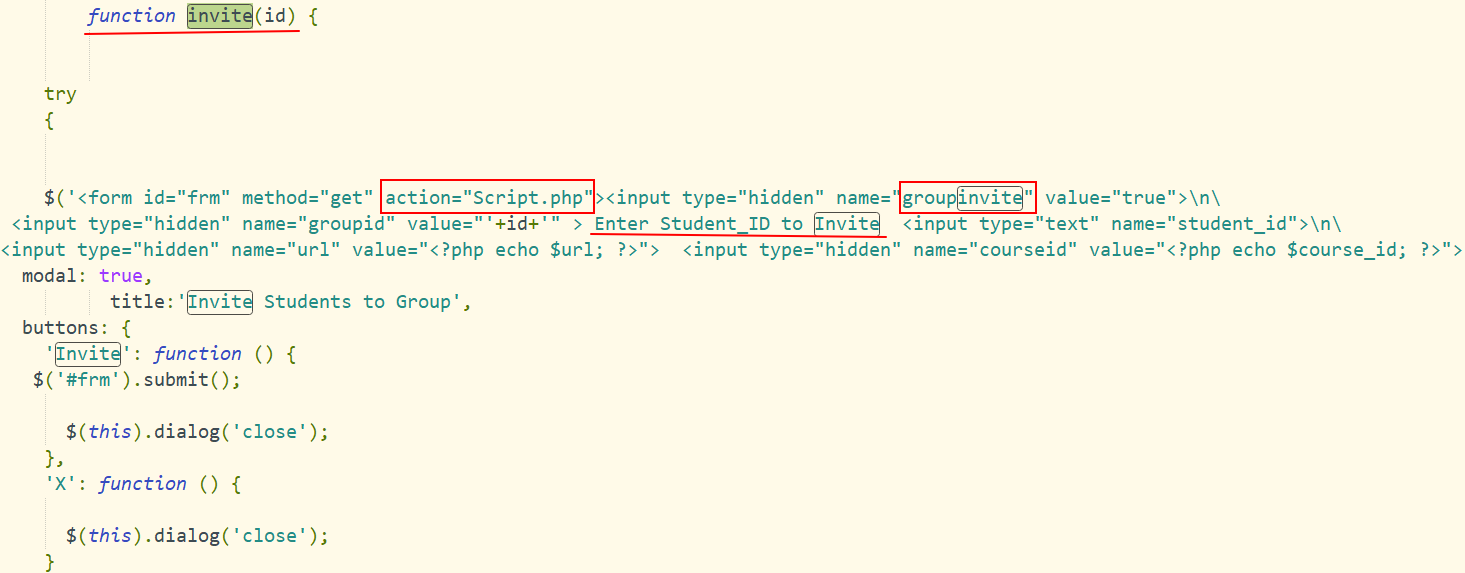 function invite(id) {
try
{
$('<form id="frm" method="get" action="Script.php"><input type="hidden" name="groupinvite" value="true">\n\
<input type="hidden" name="groupid" value="'+id+'" > Enter Student_ID to Invite  <input type="text" name="student_id">\n\
<input type="hidden" name="url" value="<?php echo $url; ?>">  <input type="hidden" name="courseid" value="<?php echo $course_id; ?>">
modal: true,
title:'Invite Students to Group',
buttons: {
'Invite': function () {
$('#frm').submit();
$(this).dialog('close');
},
'X': function () {
$(this).dialog('close');
}